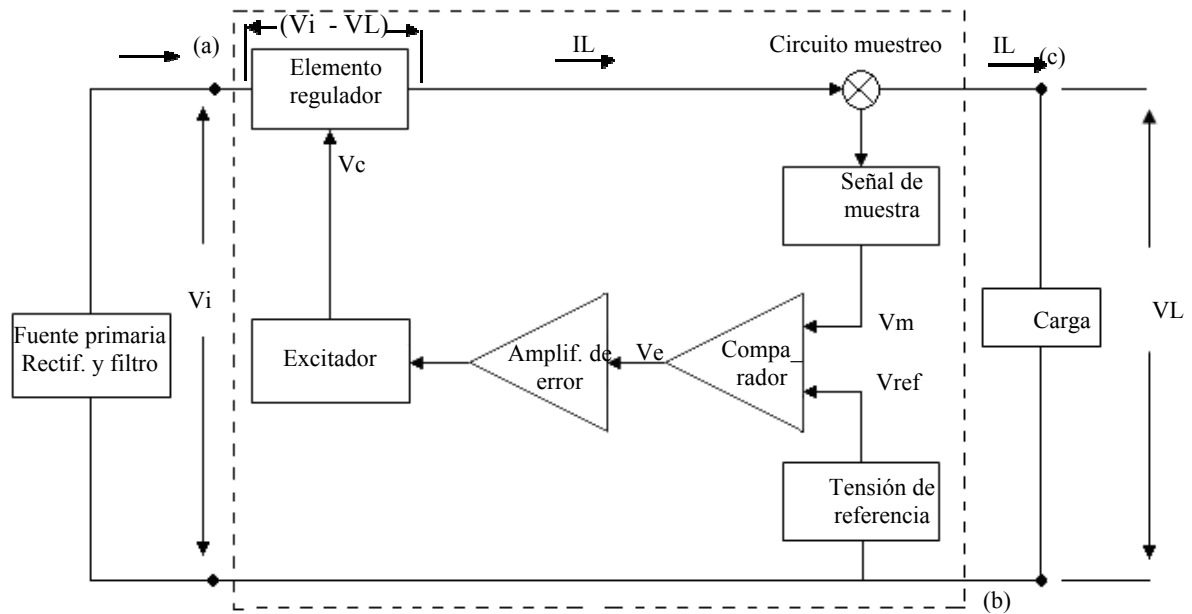 (Vi - VL)
(a)
IL
Circuito muestreo
IL
(c)
Elemento
regulador
Vc
Señal de
muestra
Vi
Vm
VL
Fuente primaria
Rectif. y filtro
Excitador
Amplif. de
error
Ve
Compa_
rador
Carga
Vref
Tensión de
referencia
(b)